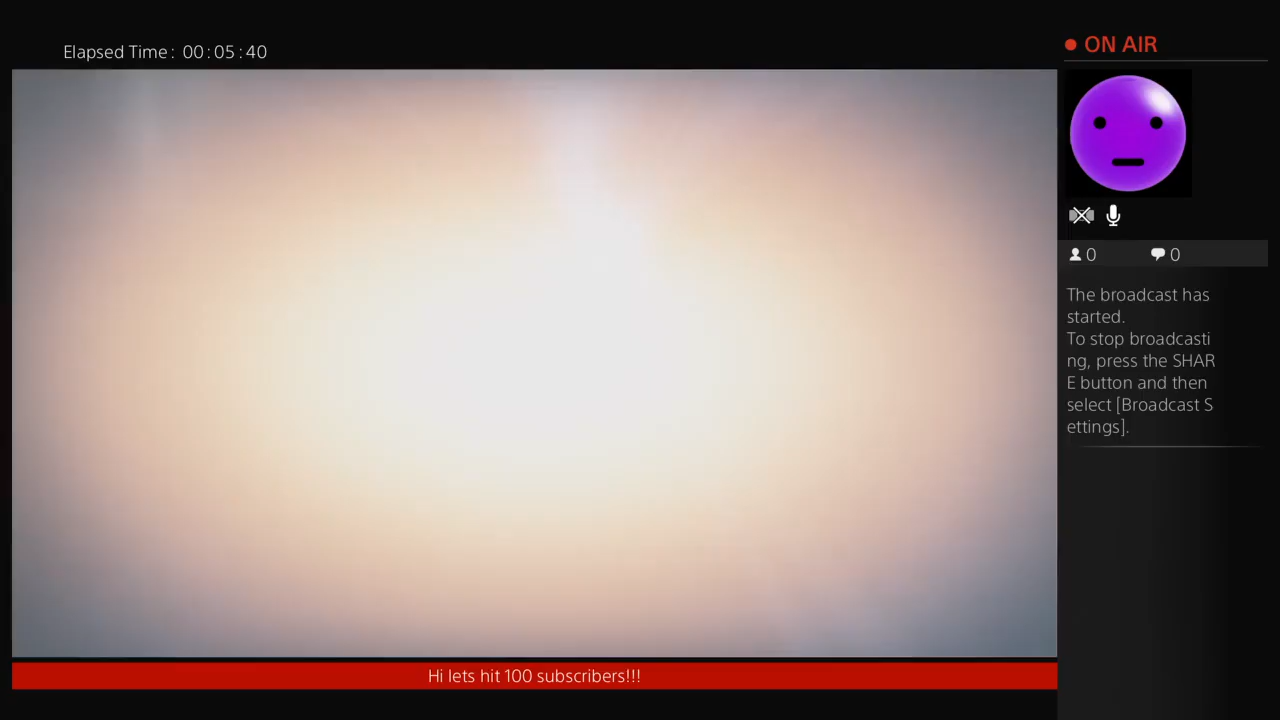 Elapsed Time: 00:05:40
ON AIR
0 0
The broadcast has
started.
To stop broadcasti
ng, press the SHAR
E button and then
select [Broadcast S
ettings].
Hi lets hit 100 subscribers!!!